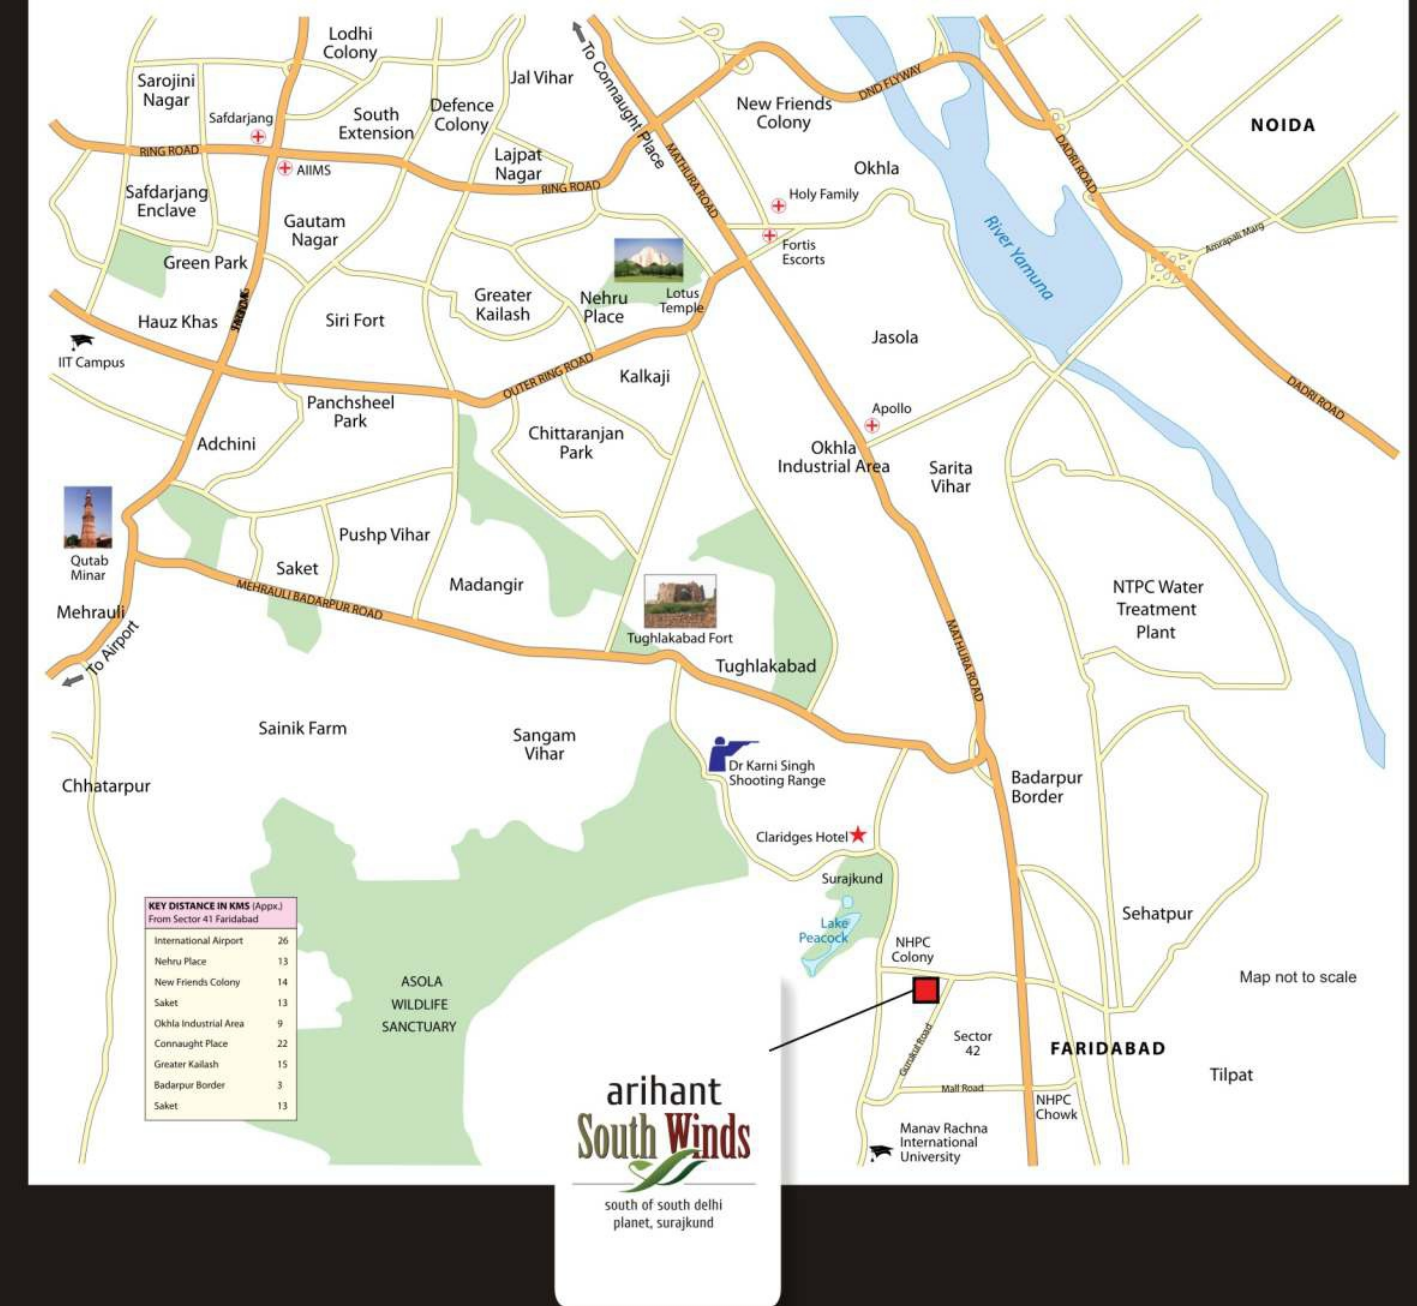 Lodhi
Colony
To Connaught Place
Sarojini
Nagar
Jal Vihar
Safdarjang
South
Extension
Defence
Colony
New Friends
Colony
DND FLYWAY
NOIDA
RING ROAD
AIIMS
Lajpat
Nagar
RING ROAD
MATHURA ROAD
Okhla
DADRI ROAD
Safdarjang
Enclave
Gautam
Nagar
Holy Family
Fortis
Escorts
River Yamuna
Amrapali Marg
Green Park
Hauz Khas
Siri Fort
Greater
Kailash
Nehru
Place
Lotus
Temple
Jasola
IIT Campus
OUTER RING ROAD
Kalkaji
DADRI ROAD
Panchsheel
Park
Adchini
Chittaranjan
Park
Apollo
Okhla
Industrial Area
Sarita
Vihar
Pushp Vihar
Qutab
Minar
Saket
Madangir
MEHRAULI BADARPUR ROAD
Mehrauli
To Airport
NTPC Water
Treatment
Plant
Tughlakabad Fort
Tughlakabad
MATHURA ROAD
Sainik Farm
Sangam
Vihar
Dr Karni Singh
Shooting Range
Chhatarpur
Badarpur
Border
Claridges Hotel
Surajkund
Lake
Peacock
Sehatpur
NHPC
Colony
Map not to scale
KEY DISTANCE IN KMS (Appx.)
From Sector 41 Faridabad
International Airport 26
Nehru Place 13
New Friends Colony 14
Saket 13
Okhla Industrial Area 9
Connaught Place 22
Greater Kailash 15
Badarpur Border 3
Saket 13
ASOLA
WILDLIFE
SANCTUARY
Gurukul Road
Sector
42
FARIDABAD
Tilpat
Mall Road
NHPC
Chowk
Manav Rachna
International
University
arihant
South Winds
south of south delhi
planet, surajkund